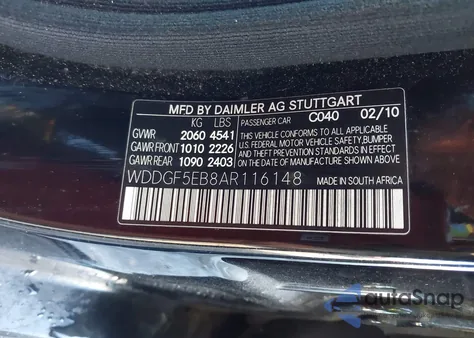 MFD BY DAIMLER AG STUTTGART
KG LBS PASSENGER CAR C040 02/10
GVWR 2060 4541 THIS VEHICLE CONFORMS TO ALL APPLICABLE
GAWR FRONT 1010 2226 U.S. FEDERAL MOTOR VEHICLE SAFETY, BUMPER
GAWR REAR 1090 2403 AND THEFT PREVENTION STANDARDS IN EFFECT
ON THE DATE OF MANUFACTURE SHOWN ABOVE
WDDGF5EB8AR116148 MADE IN SOUTH AFRICA
autoSnap